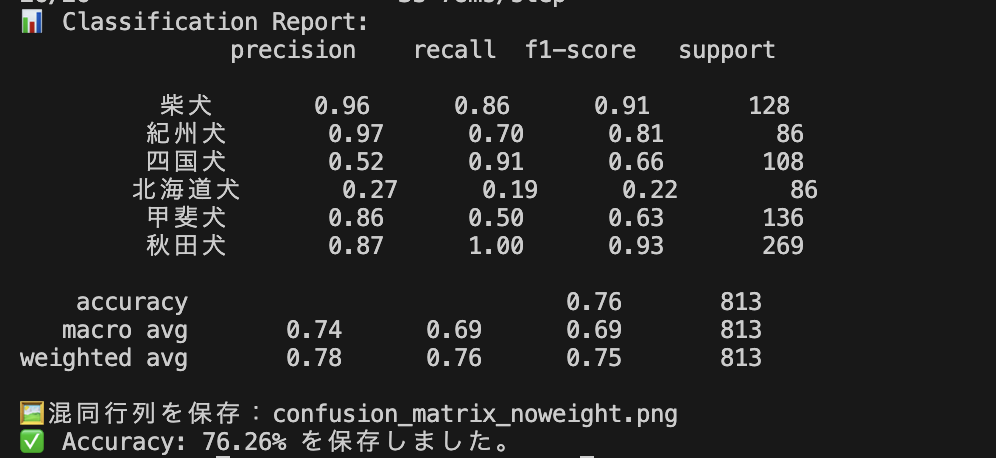 📊 Classification Report:
precision recall f1-score support
柴犬 0.96 0.86 0.91 128
紀州犬 0.97 0.70 0.81 86
四国犬 0.52 0.91 0.66 108
北海道犬 0.27 0.19 0.22 86
甲斐犬 0.86 0.50 0.63 136
秋田犬 0.87 1.00 0.93 269
accuracy 0.76 813
macro avg 0.74 0.69 0.69 813
weighted avg 0.78 0.76 0.75 813
🖼️混同行列を保存：confusion_matrix_noweight.png
✅ Accuracy: 76.26% を保存しました。